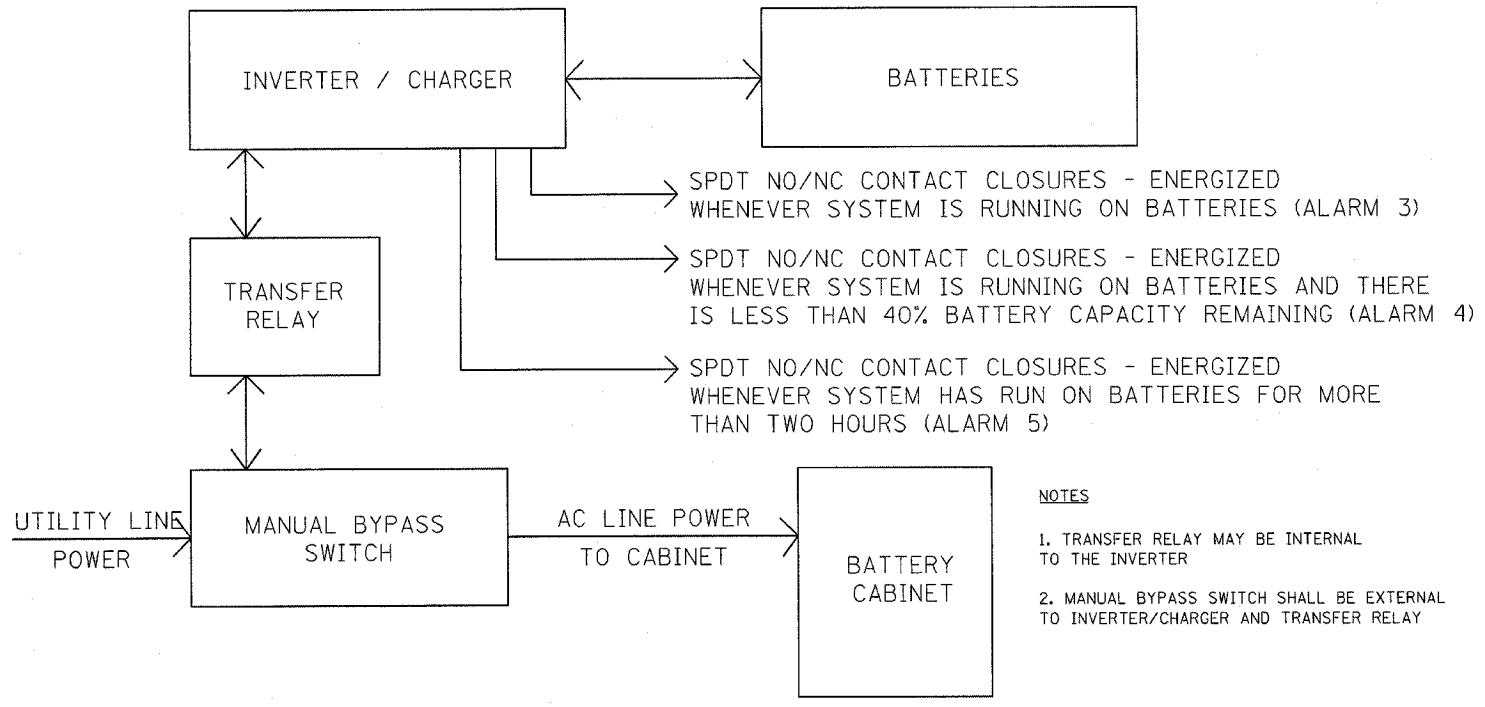 INVERTER / CHARGER
BATTERIES
SPDT NO/NC CONTACT CLOSURES - ENERGIZED
WHENEVER SYSTEM IS RUNNING ON BATTERIES (ALARM 3)
TRANSFER
RELAY
SPDT NO/NC CONTACT CLOSURES - ENERGIZED
WHENEVER SYSTEM IS RUNNING ON BATTERIES AND THERE
IS LESS THAN 40% BATTERY CAPACITY REMAINING (ALARM 4)
SPDT NO/NC CONTACT CLOSURES - ENERGIZED
WHENEVER SYSTEM HAS RUN ON BATTERIES FOR MORE
THAN TWO HOURS (ALARM 5)
UTILITY LINE
POWER
MANUAL BYPASS
SWITCH
AC LINE POWER
TO CABINET
BATTERY
CABINET
NOTES
1. TRANSFER RELAY MAY BE INTERNAL
TO THE INVERTER
2. MANUAL BYPASS SWITCH SHALL BE EXTERNAL
TO INVERTER/CHARGER AND TRANSFER RELAY